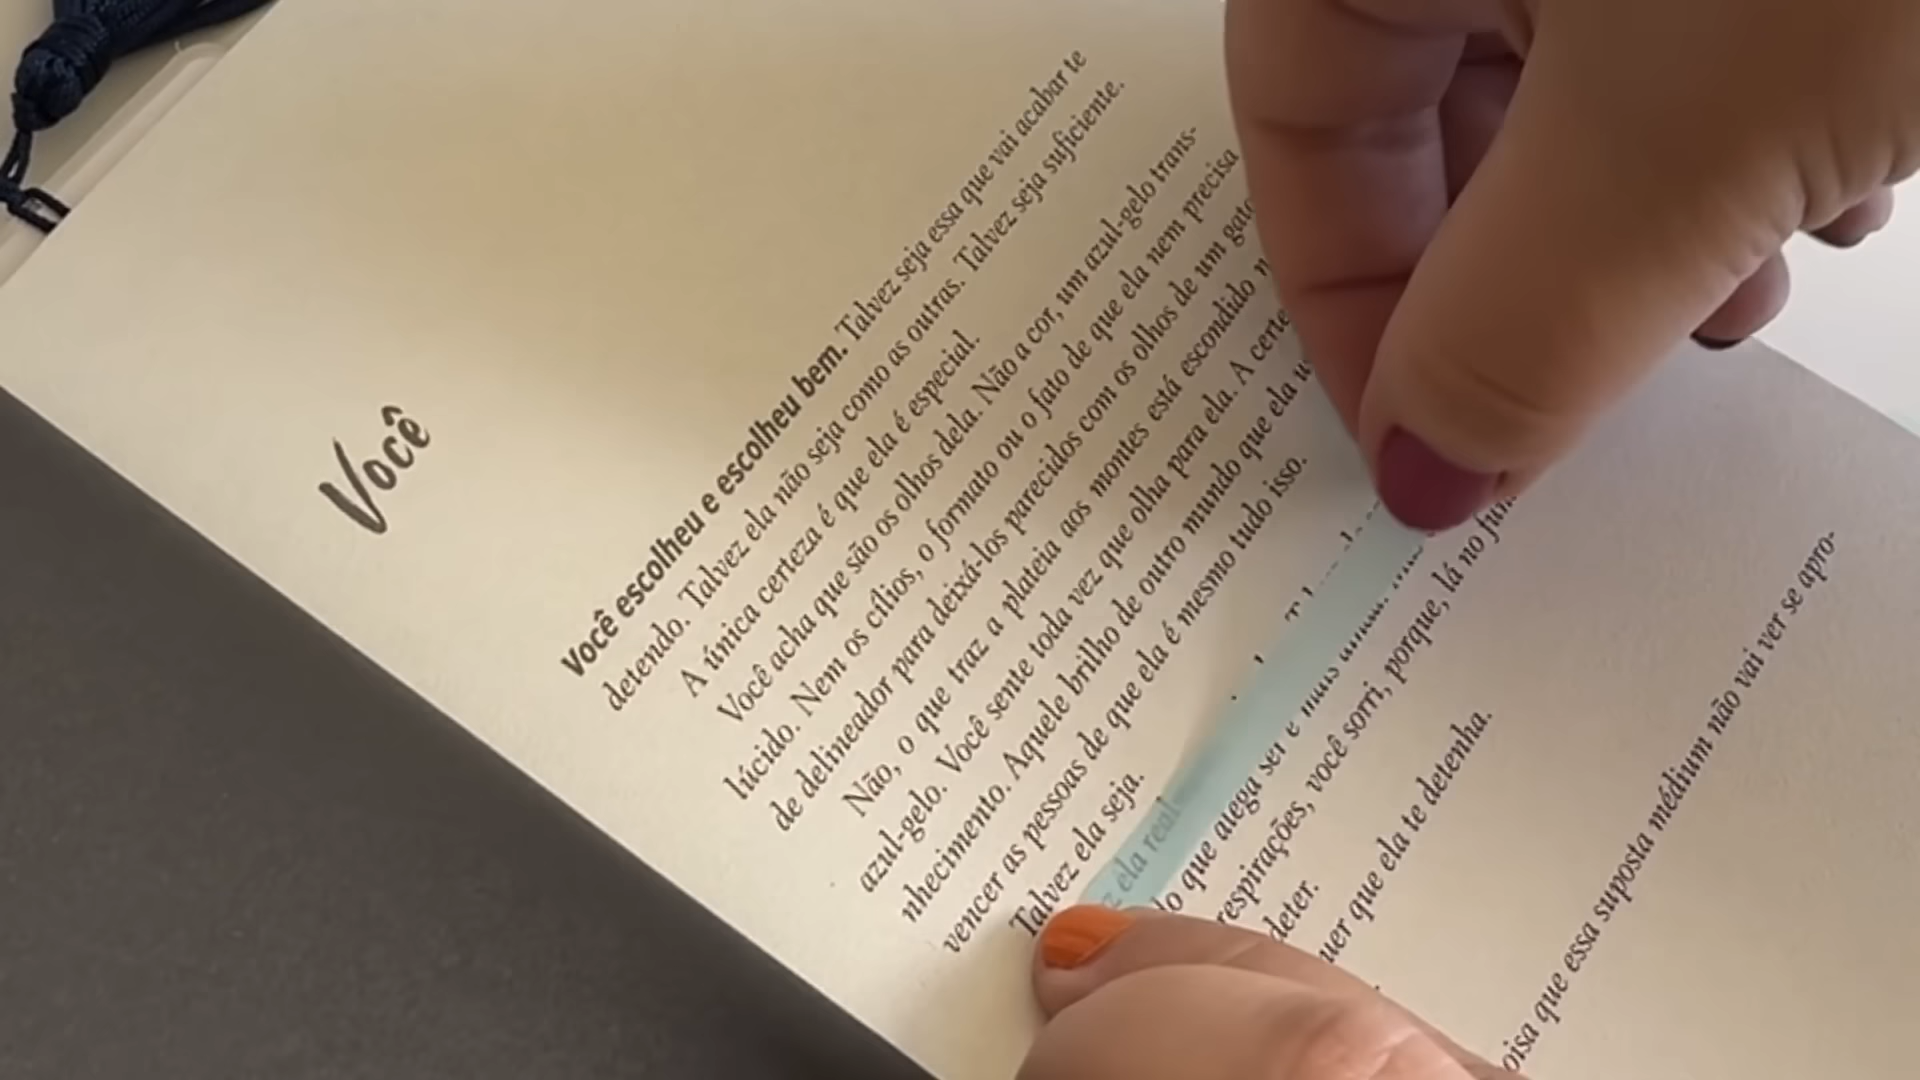 Você
Você escolheu e escolheu bem. Talvez seja essa que vai acabar te
detendo. Talvez ela não seja como as outras. Talvez seja suficiente.
A única certeza é que ela é especial.
Você acha que são os olhos dela. Não a cor, um azul-gelo trans-
lúcido. Nem os cílios, o formato ou o fato de que ela nem precisa
de delineador para deixá-los parecidos com os olhos de um gato
Não, o que traz a plateia aos montes está escondido
azul-gelo. Você sente toda vez que olha para ela. A
nhecimento. Aquele brilho de outro mundo que ela
vencer as pessoas de que ela é mesmo tudo isso.
Talvez ela seja.
ela
que alega ser e mais
respirações, você sorri, porque, lá no
deter.
que ela te detenha.
que essa suposta médium não vai ver se apro-